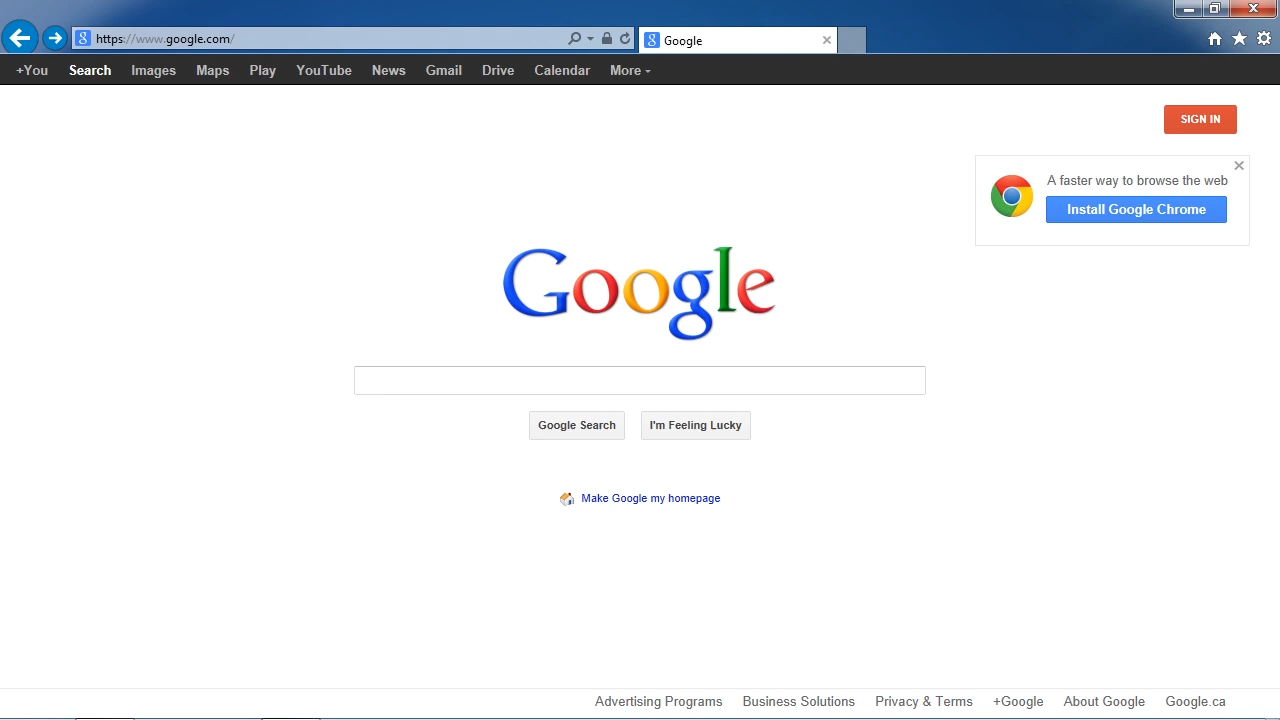 https://www.google.com/
Google
+You Search Images Maps Play YouTube News Gmail Drive Calendar More
SIGN IN
A faster way to browse the web
Install Google Chrome
Google
Google Search I'm Feeling Lucky
Make Google my homepage
Advertising Programs Business Solutions Privacy & Terms +Google About Google Google.ca